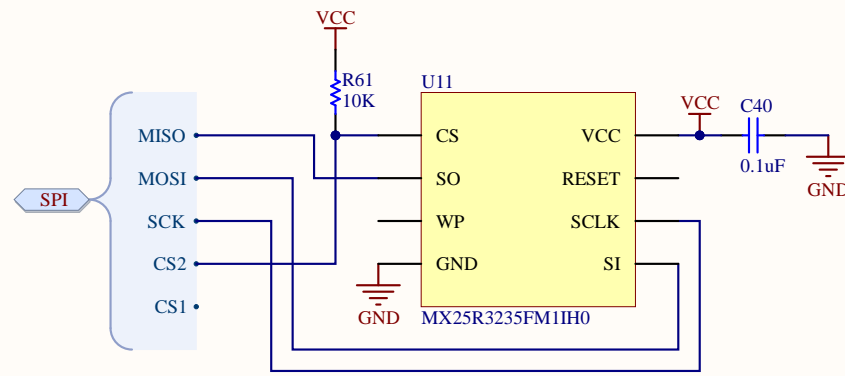 VCC
R61
10K
U11
VCC
C40
0.1uF
GND
SPI
MISO
MOSI
SCK
CS2
CS1
CS
SO
WP
GND
VCC
RESET
SCLK
SI
GND
MX25R3235FM1IH0